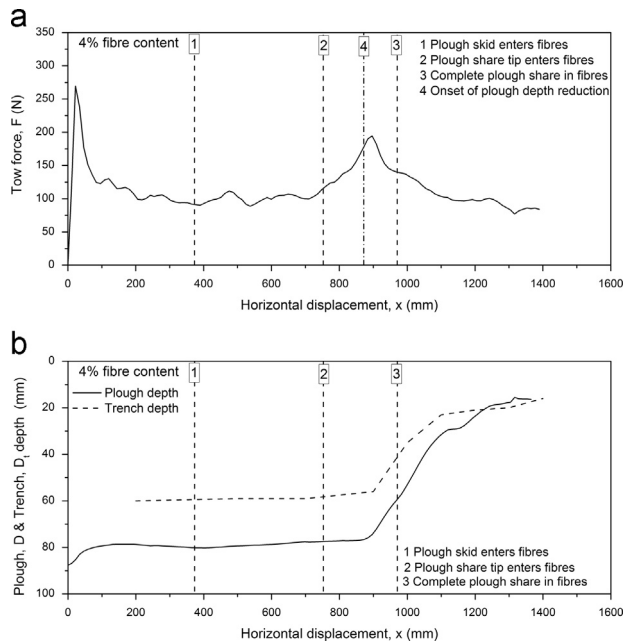 a
4% fibre content
1
2
4
3
1 Plough skid enters fibres
2 Plough share tip enters fibres
3 Complete plough share in fibres
4 Onset of plough depth reduction
Tow force, F (N)
350
300
250
200
150
100
50
0
0 200 400 600 800 1000 1200 1400 1600
Horizontal displacement, x (mm)
b
4% fibre content
1
2
3
Plough depth
Trench depth
Plough, D & Trench, Dt depth (mm)
0
20
40
60
80
100
1 Plough skid enters fibres
2 Plough share tip enters fibres
3 Complete plough share in fibres
0 200 400 600 800 1000 1200 1400 1600
Horizontal displacement, x (mm)